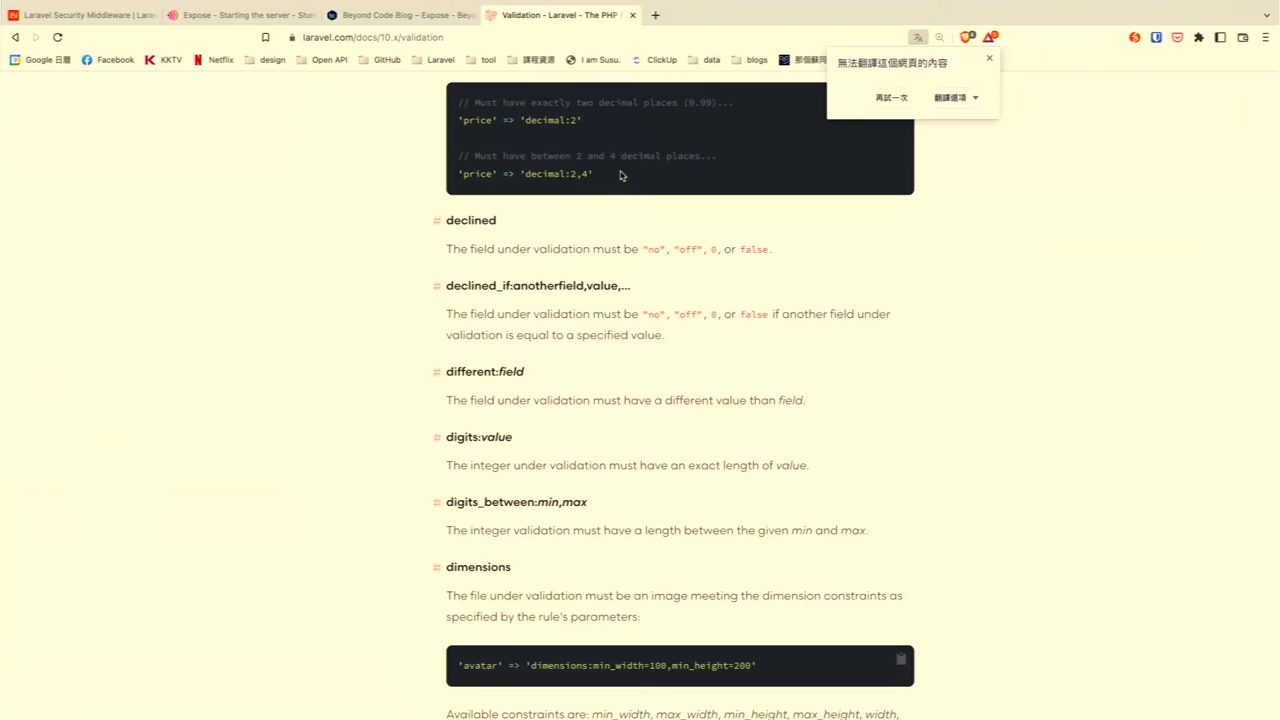 Laravel Security Middleware | Lara
Expose - Starting the server - Shar
Beyond Code Blog – Expose - Beyo
Validation - Laravel - The PHP F
laravel.com/docs/10.x/validation
Google 日曆
Facebook
KKTV
Netflix
design
Open API
GitHub
Laravel
tool
課程資源
I am Susu.
ClickUp
data
blogs
那個蘇同
無法翻譯這個網頁的內容
再試一次
翻譯選項
// Must have exactly two decimal places (9.99)...
'price' => 'decimal:2'
// Must have between 2 and 4 decimal places...
'price' => 'decimal:2,4'
# declined
The field under validation must be "no", "off", 0, or false.
# declined_if:anotherfield,value,...
The field under validation must be "no", "off", 0, or false if another field under
validation is equal to a specified value.
# different:field
The field under validation must have a different value than field.
# digits:value
The integer under validation must have an exact length of value.
# digits_between:min,max
The integer validation must have a length between the given min and max.
# dimensions
The file under validation must be an image meeting the dimension constraints as
specified by the rule's parameters:
'avatar' => 'dimensions:min_width=100,min_height=200'
Available constraints are: min_width, max_width, min_height, max_height, width,